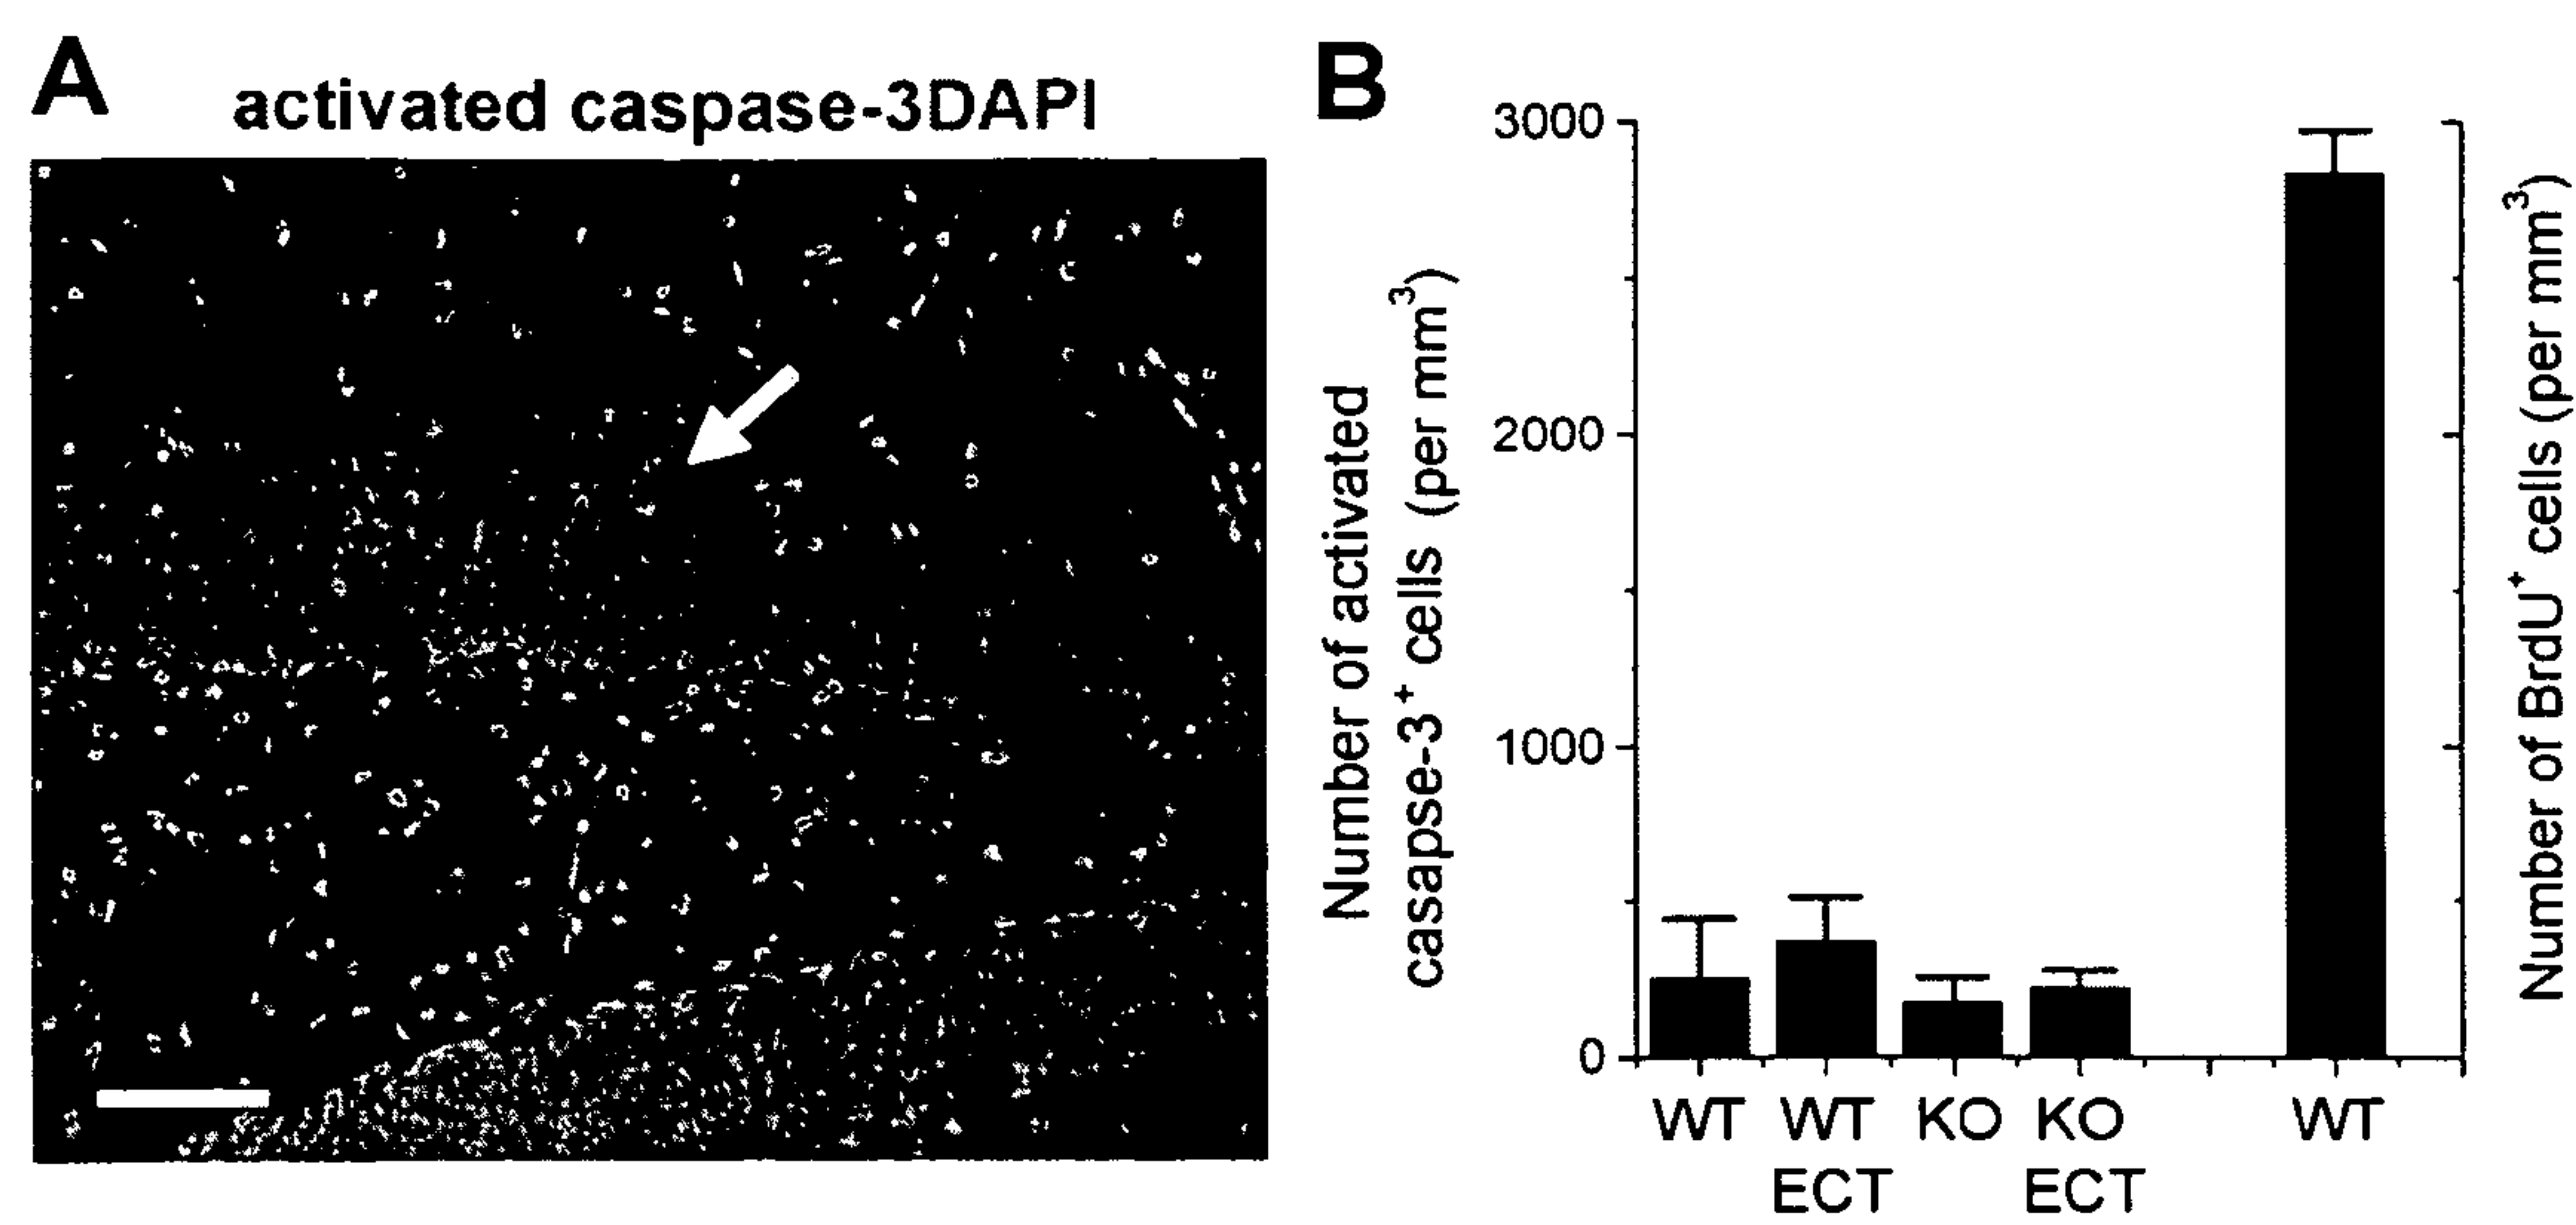 A
activated caspase-3DAPI
B
Number of activated
casapse-3⁺ cells (per mm³)
3000
2000
1000
0
WT
WT
ECT
KO
KO
ECT
WT
Number of BrdU⁺ cells (per mm³)